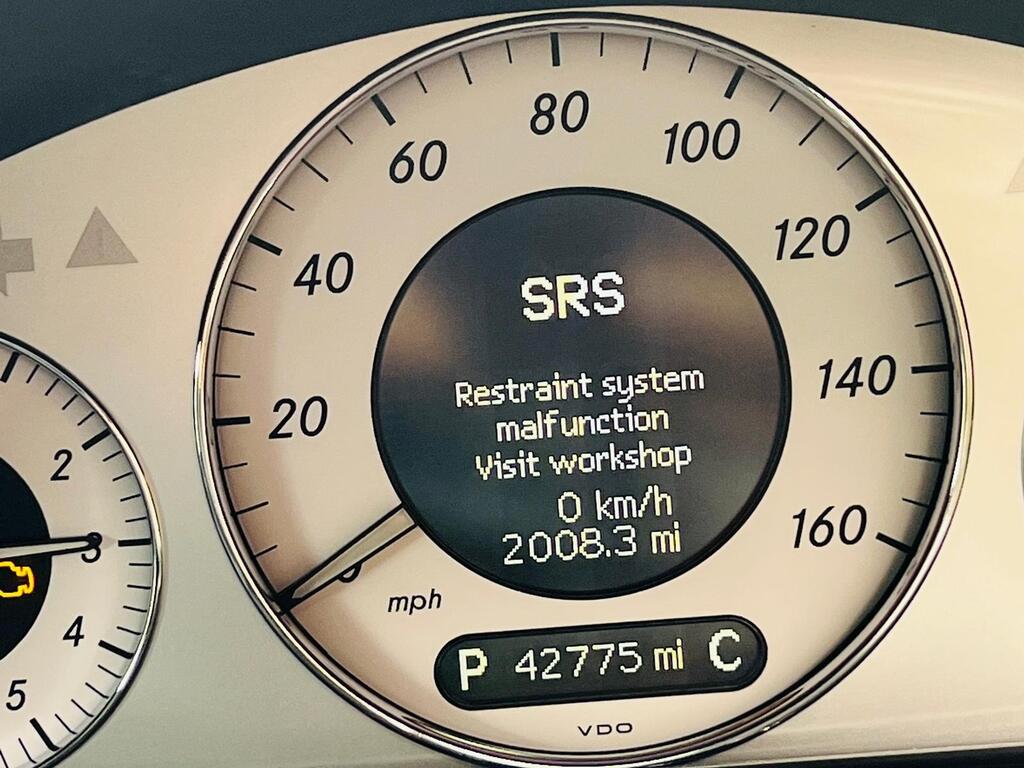 80
60
100
40
120
20
140
160
SRS
Restraint system
malfunction
Visit workshop
0 km/h
2008.3 mi
mph
P 42775 mi C
VDO
2
3
4
5